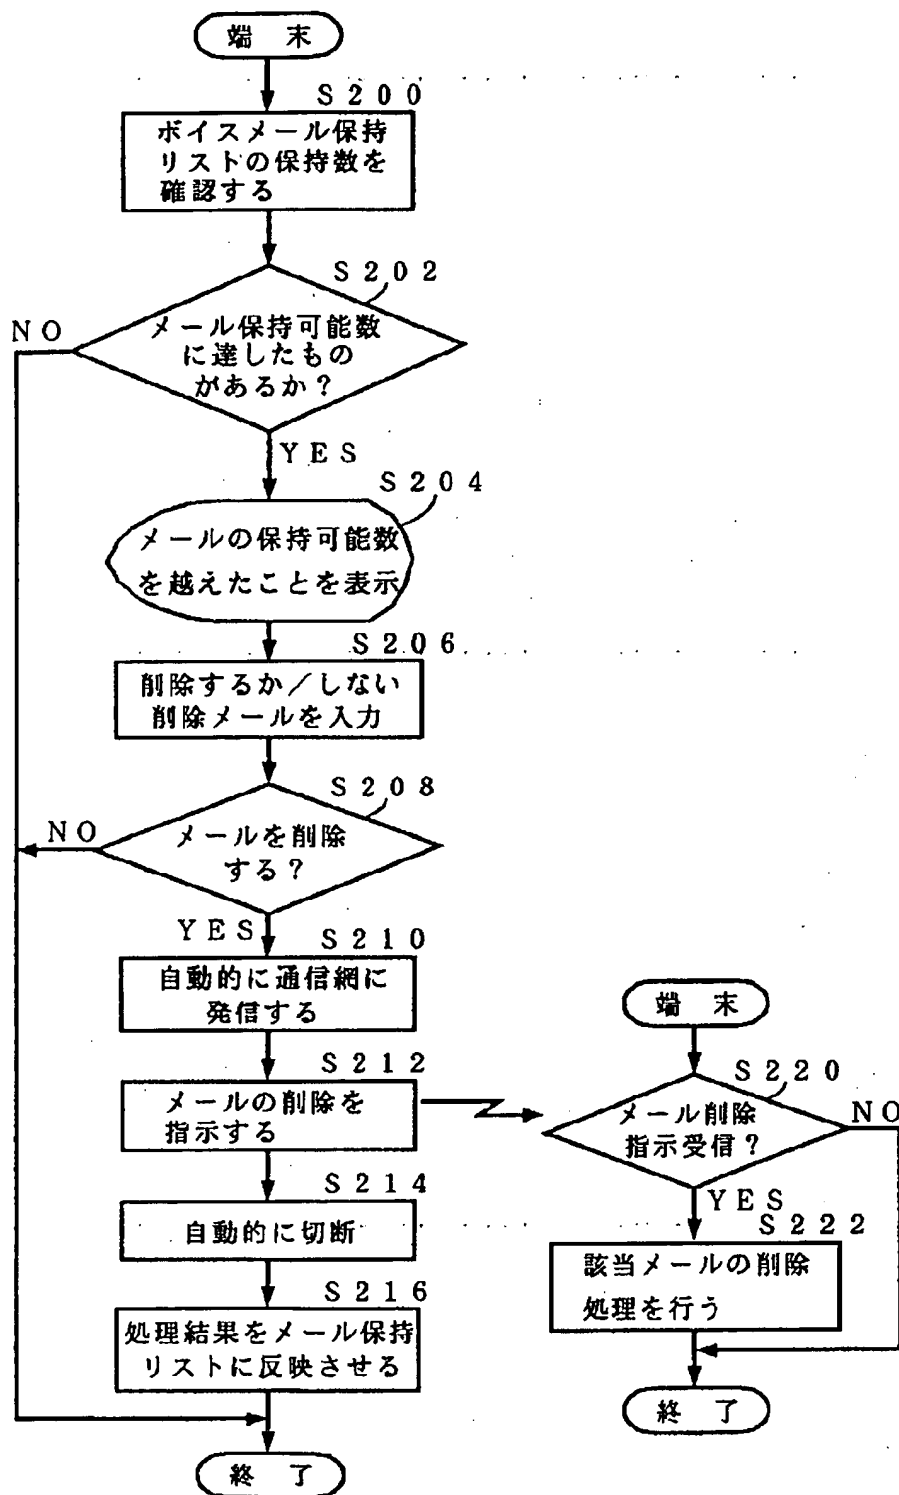 端 末
S200
ボイスメール保持
リストの保持数を
確認する
S202
NO
メール保持可能数
に達したもの
があるか？
YES
S204
メールの保持可能数
を越えたことを表示
S206
削除するか／しない
削除メールを入力
S208
NO
メールを削除
する？
YES
S210
自動的に通信網に
発信する
S212
メールの削除を
指示する
S214
自動的に切断
S216
処理結果をメール保持
リストに反映させる
終 了
端 末
S220
メール削除
指示受信？
NO
YES
S222
該当メールの削除
処理を行う
終 了